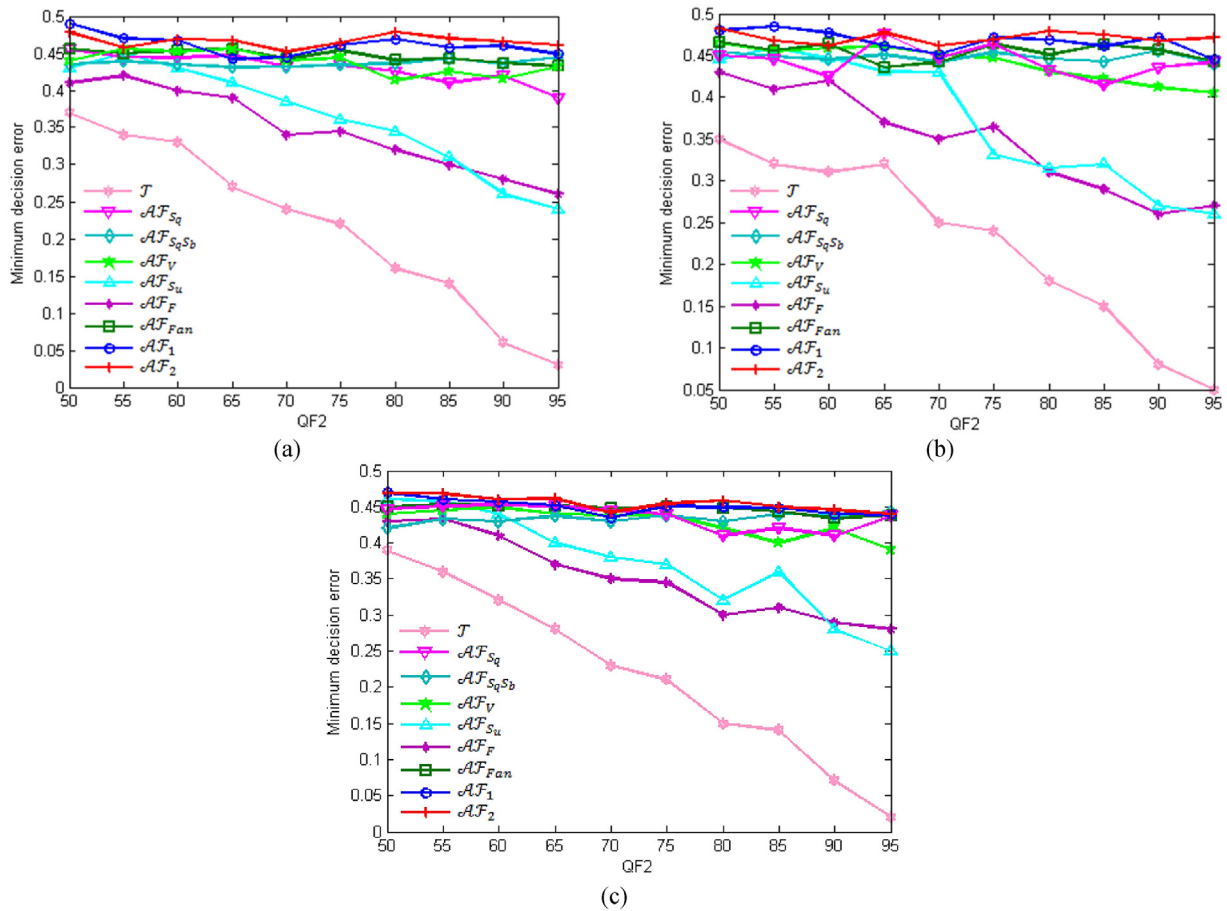 0.5
0.45
0.4
0.35
0.3
0.25
0.2
0.15
0.1
0.05
0
Minimum decision error
𝒯
𝒜ℱ_{S_q}
𝒜ℱ_{S_qS_b}
𝒜ℱ_V
𝒜ℱ_{Su}
𝒜ℱ_F
𝒜ℱ_{Fan}
𝒜ℱ_1
𝒜ℱ_2
50 55 60 65 70 75 80 85 90 95
QF2
(a)
0.5
0.45
0.4
0.35
0.3
0.25
0.2
0.15
0.1
0.05
Minimum decision error
𝒯
𝒜ℱ_{S_q}
𝒜ℱ_{S_qS_b}
𝒜ℱ_V
𝒜ℱ_{Su}
𝒜ℱ_F
𝒜ℱ_{Fan}
𝒜ℱ_1
𝒜ℱ_2
50 55 60 65 70 75 80 85 90 95
QF2
(b)
0.5
0.45
0.4
0.35
0.3
0.25
0.2
0.15
0.1
0.05
0
Minimum decision error
𝒯
𝒜ℱ_{S_q}
𝒜ℱ_{S_qS_b}
𝒜ℱ_V
𝒜ℱ_{Su}
𝒜ℱ_F
𝒜ℱ_{Fan}
𝒜ℱ_1
𝒜ℱ_2
50 55 60 65 70 75 80 85 90 95
QF2
(c)